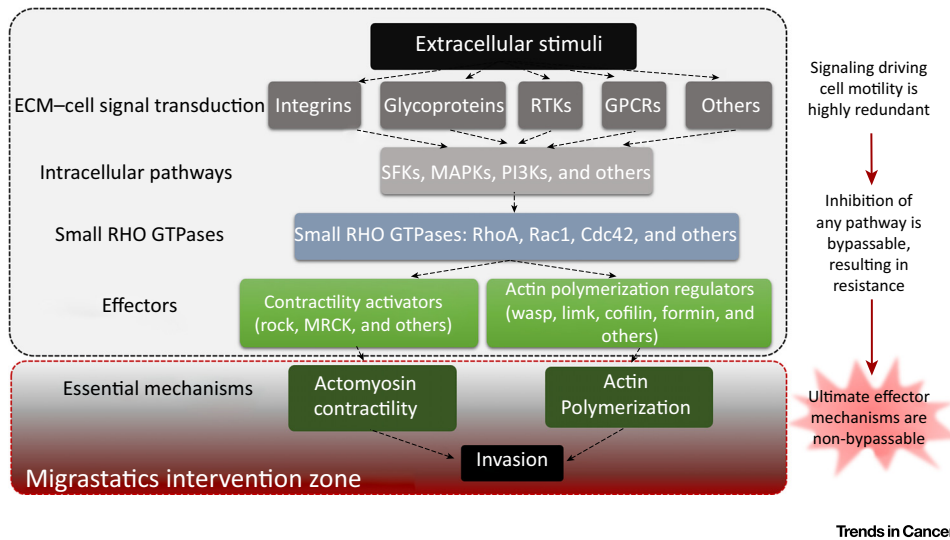 Extracellular stimuli
ECM–cell signal transduction
Integrins
Glycoproteins
RTKs
GPCRs
Others
Intracellular pathways
SFKs, MAPKs, PI3Ks, and others
Small RHO GTPases
Small RHO GTPases: RhoA, Rac1, Cdc42, and others
Effectors
Contractility activators
(rock, MRCK, and others)
Actin polymerization regulators
(wasp, limk, cofilin, formin, and
others)
Essential mechanisms
Actomyosin
contractility
Actin
Polymerization
Invasion
Migrastatics intervention zone
Signaling driving
cell motility is
highly redundant
Inhibition of
any pathway is
bypassable,
resulting in
resistance
Ultimate effector
mechanisms are
non-bypassable
Trends in Cancer